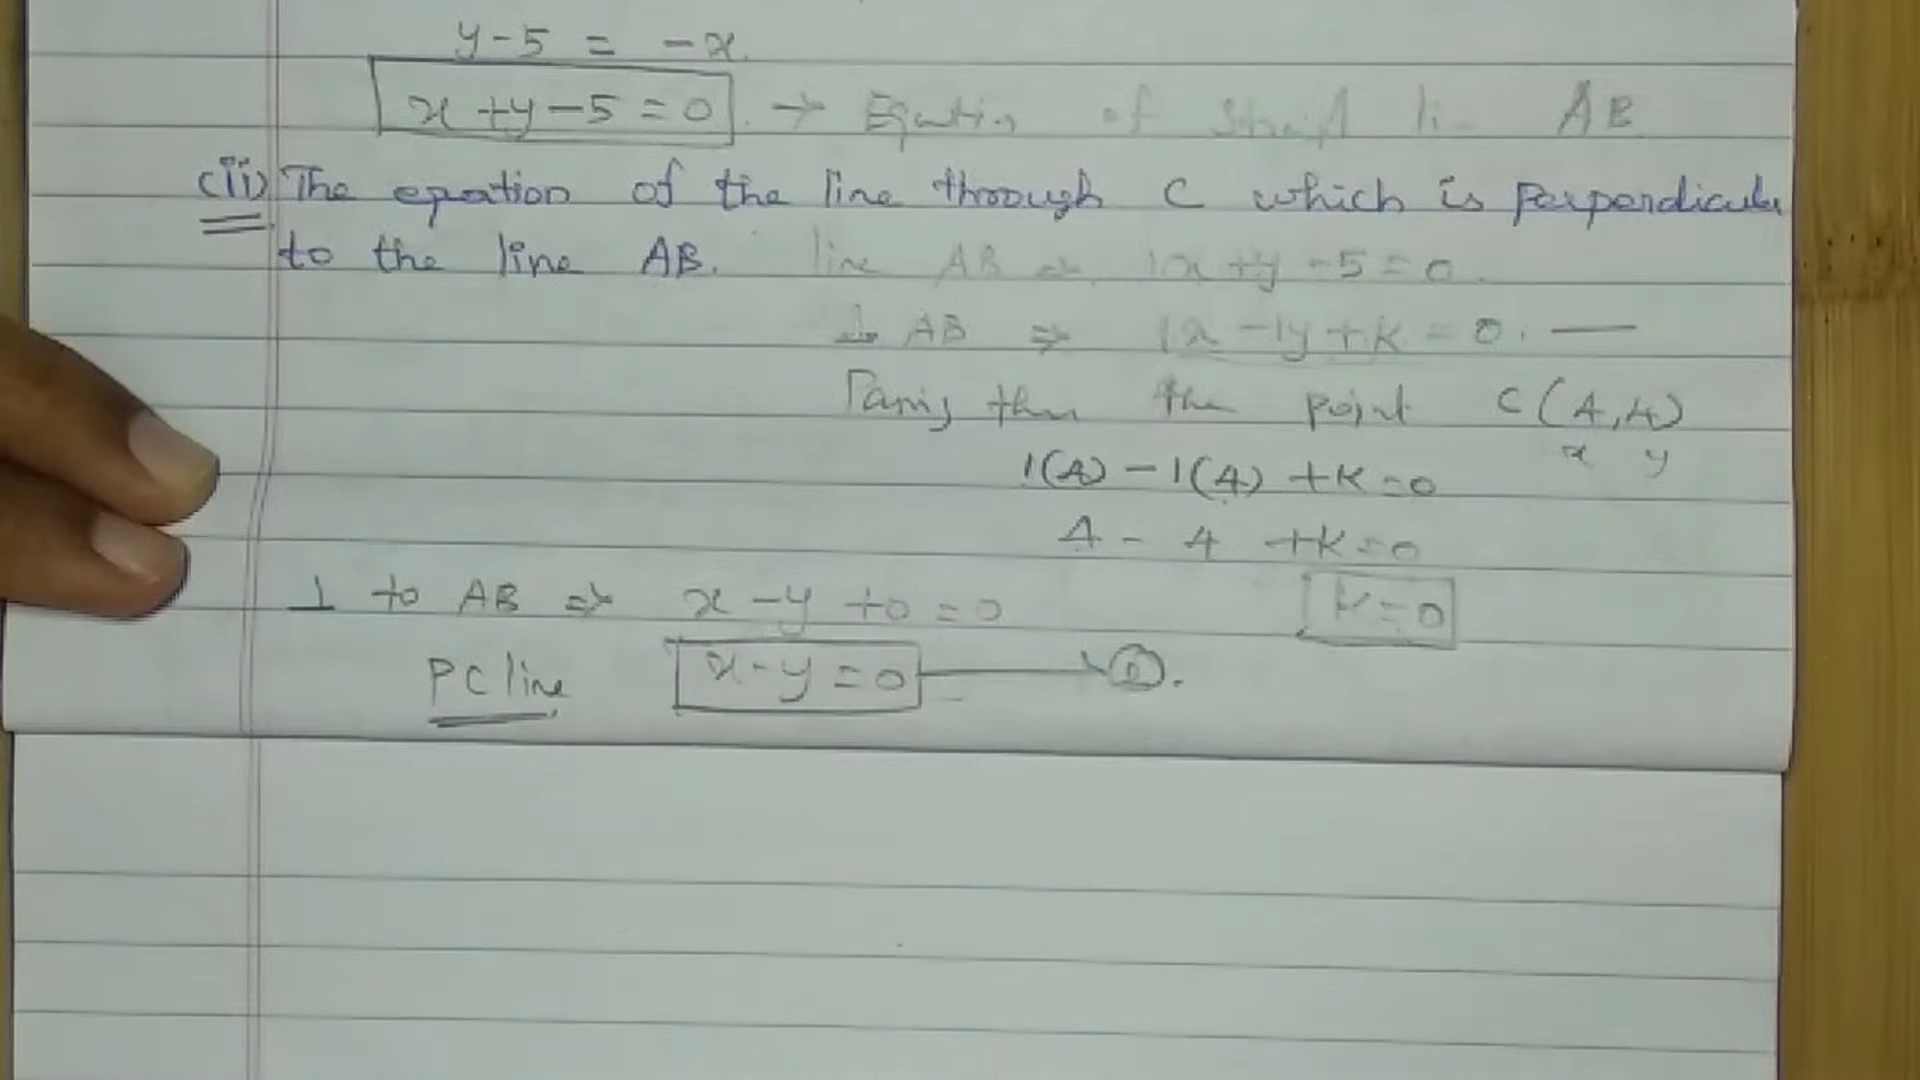 y-5 = -x
x+y-5=0 → Equation of straight line AB
(ii) The equation of the line through C which is perpendicular
to the line AB. line AB ⇒ 1x+y-5=0.
⊥ AB ⇒ 1x-1y+k=0.
Passing thru the point C(4,4)
x y
1(4)-1(4)+k=0
4-4+k=0
⊥ to AB ⇒ x-y+0=0 k=0
PC line x-y=0 → ②.